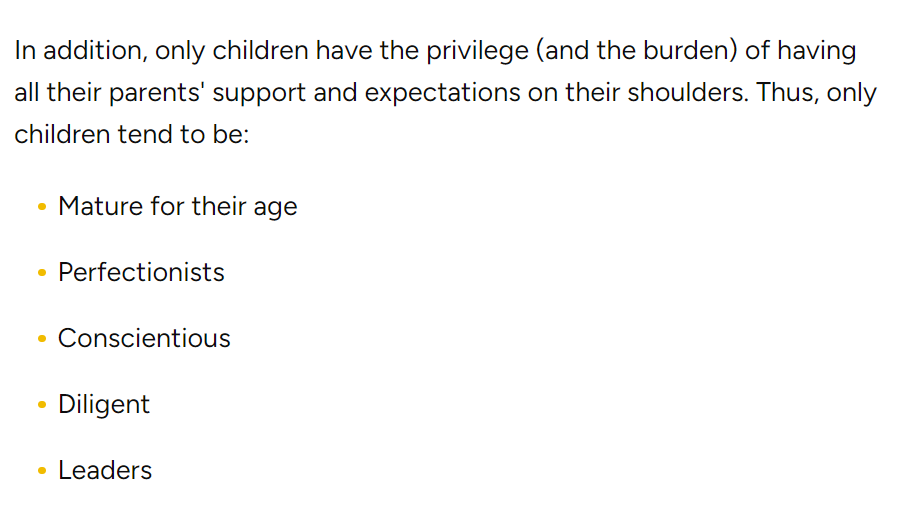 In addition, only children have the privilege (and the burden) of having
all their parents' support and expectations on their shoulders. Thus, only
children tend to be:
• Mature for their age
• Perfectionists
• Conscientious
• Diligent
• Leaders